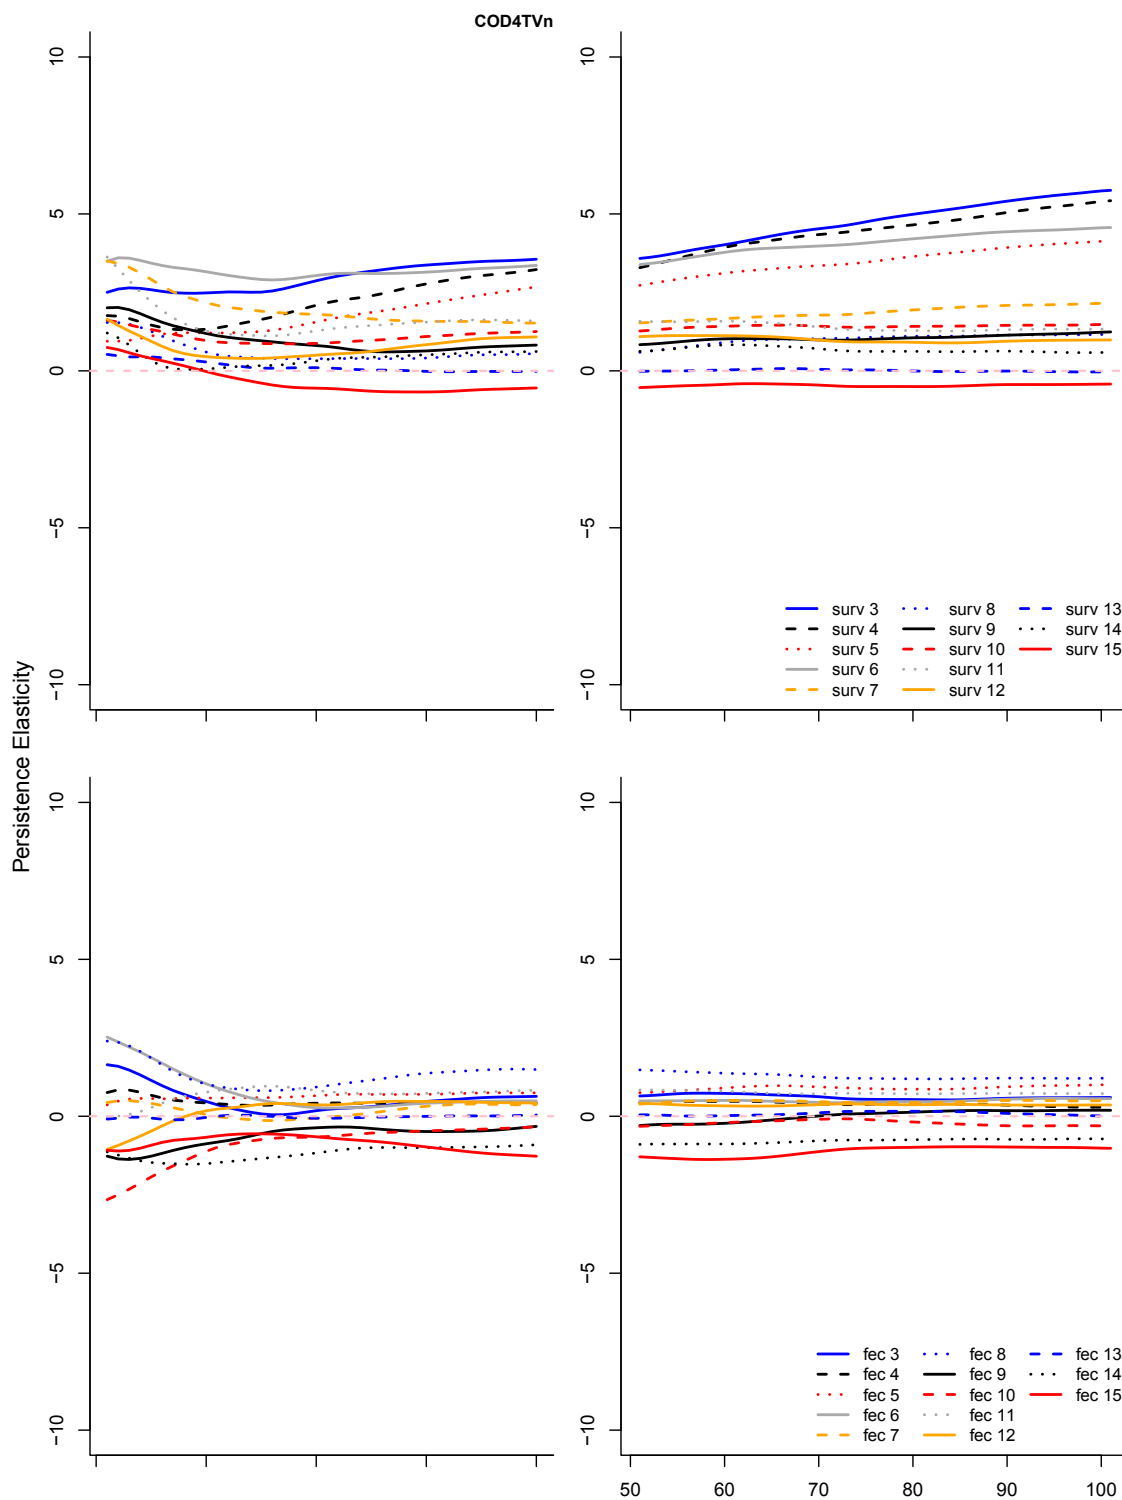 COD4TVn
Persistence Elasticity
10
5
0
−5
−10
10
5
0
−5
−10
surv 3
surv 4
surv 5
surv 6
surv 7
surv 8
surv 9
surv 10
surv 11
surv 12
surv 13
surv 14
surv 15
10
5
0
−5
−10
10
5
0
−5
−10
fec 3
fec 4
fec 5
fec 6
fec 7
fec 8
fec 9
fec 10
fec 11
fec 12
fec 13
fec 14
fec 15
50 60 70 80 90 100